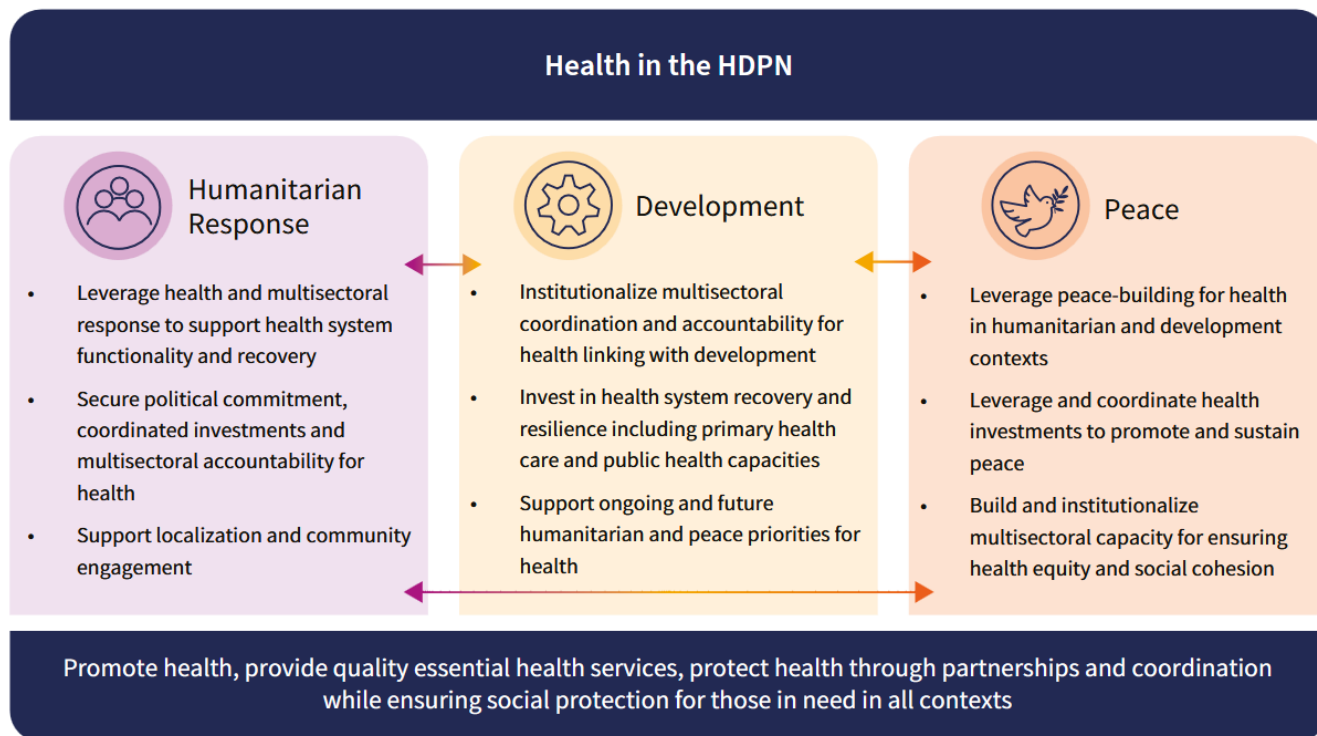 Health in the HDPN
Humanitarian
Response
• Leverage health and multisectoral
response to support health system
functionality and recovery
• Secure political commitment,
coordinated investments and
multisectoral accountability for
health
• Support localization and community
engagement
Development
• Institutionalize multisectoral
coordination and accountability for
health linking with development
• Invest in health system recovery and
resilience including primary health
care and public health capacities
• Support ongoing and future
humanitarian and peace priorities for
health
Peace
• Leverage peace-building for health
in humanitarian and development
contexts
• Leverage and coordinate health
investments to promote and sustain
peace
• Build and institutionalize
multisectoral capacity for ensuring
health equity and social cohesion
Promote health, provide quality essential health services, protect health through partnerships and coordination
while ensuring social protection for those in need in all contexts